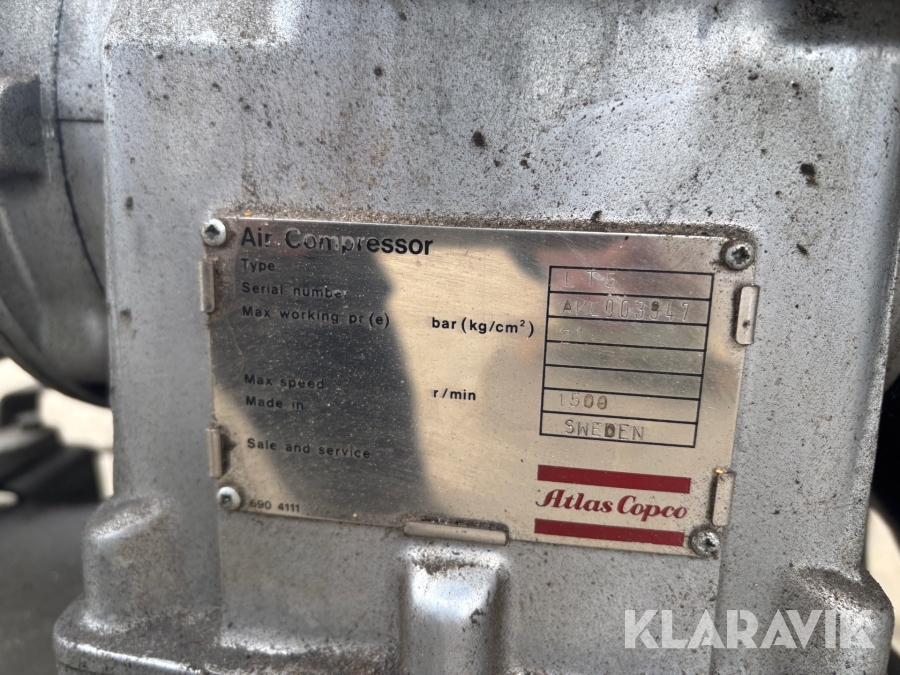 Air Compressor
Type LT5
Serial number
Max working pr(e) bar (kg/cm²)
Max speed r/min 1500
Made in SWEDEN
Sale and service
Atlas Copco
690 4111
KLARAVIK